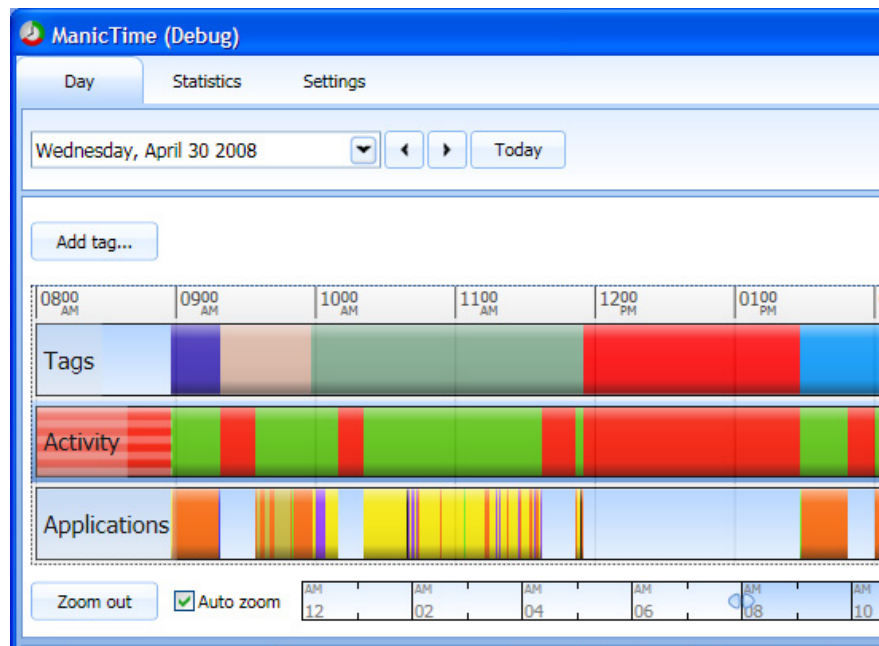 ManicTime (Debug)
Day Statistics Settings
Wednesday, April 30 2008 Today
Add tag...
0800 AM 0900 AM 1000 AM 1100 AM 1200 PM 0100 PM
Tags
Activity
Applications
Zoom out Auto zoom AM 12 AM 02 AM 04 AM 06 AM 08 AM 10